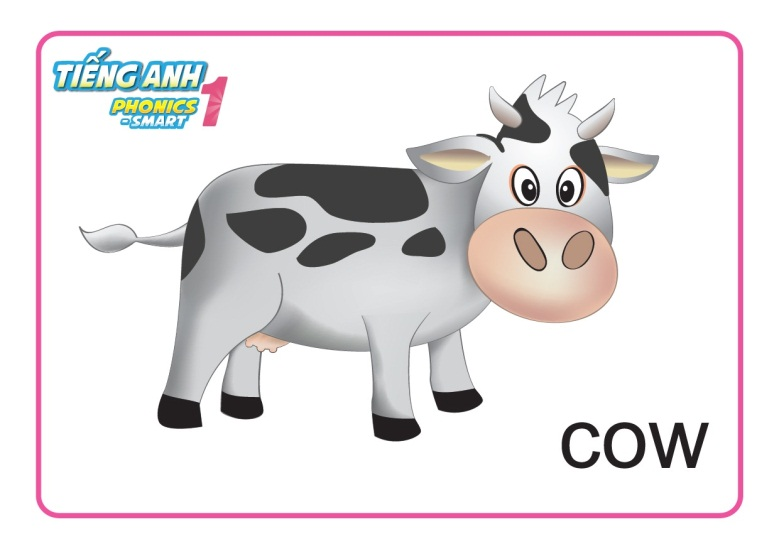 TIẾNG ANH 1
PHONICS
-SMART
cow